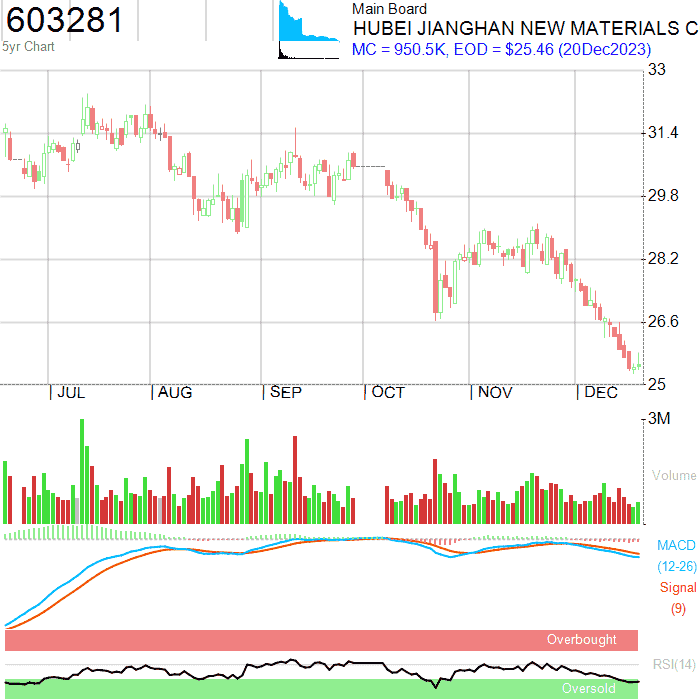 603281
Main Board
HUBEI JIANGHAN NEW MATERIALS C
5yr Chart
MC = 950.5K, EOD = $25.46 (20Dec2023)
33
31.4
29.8
28.2
26.6
25
JUL AUG SEP OCT NOV DEC
3M
Volume
MACD
(12-26)
Signal
(9)
Overbought
RSI(14)
Oversold